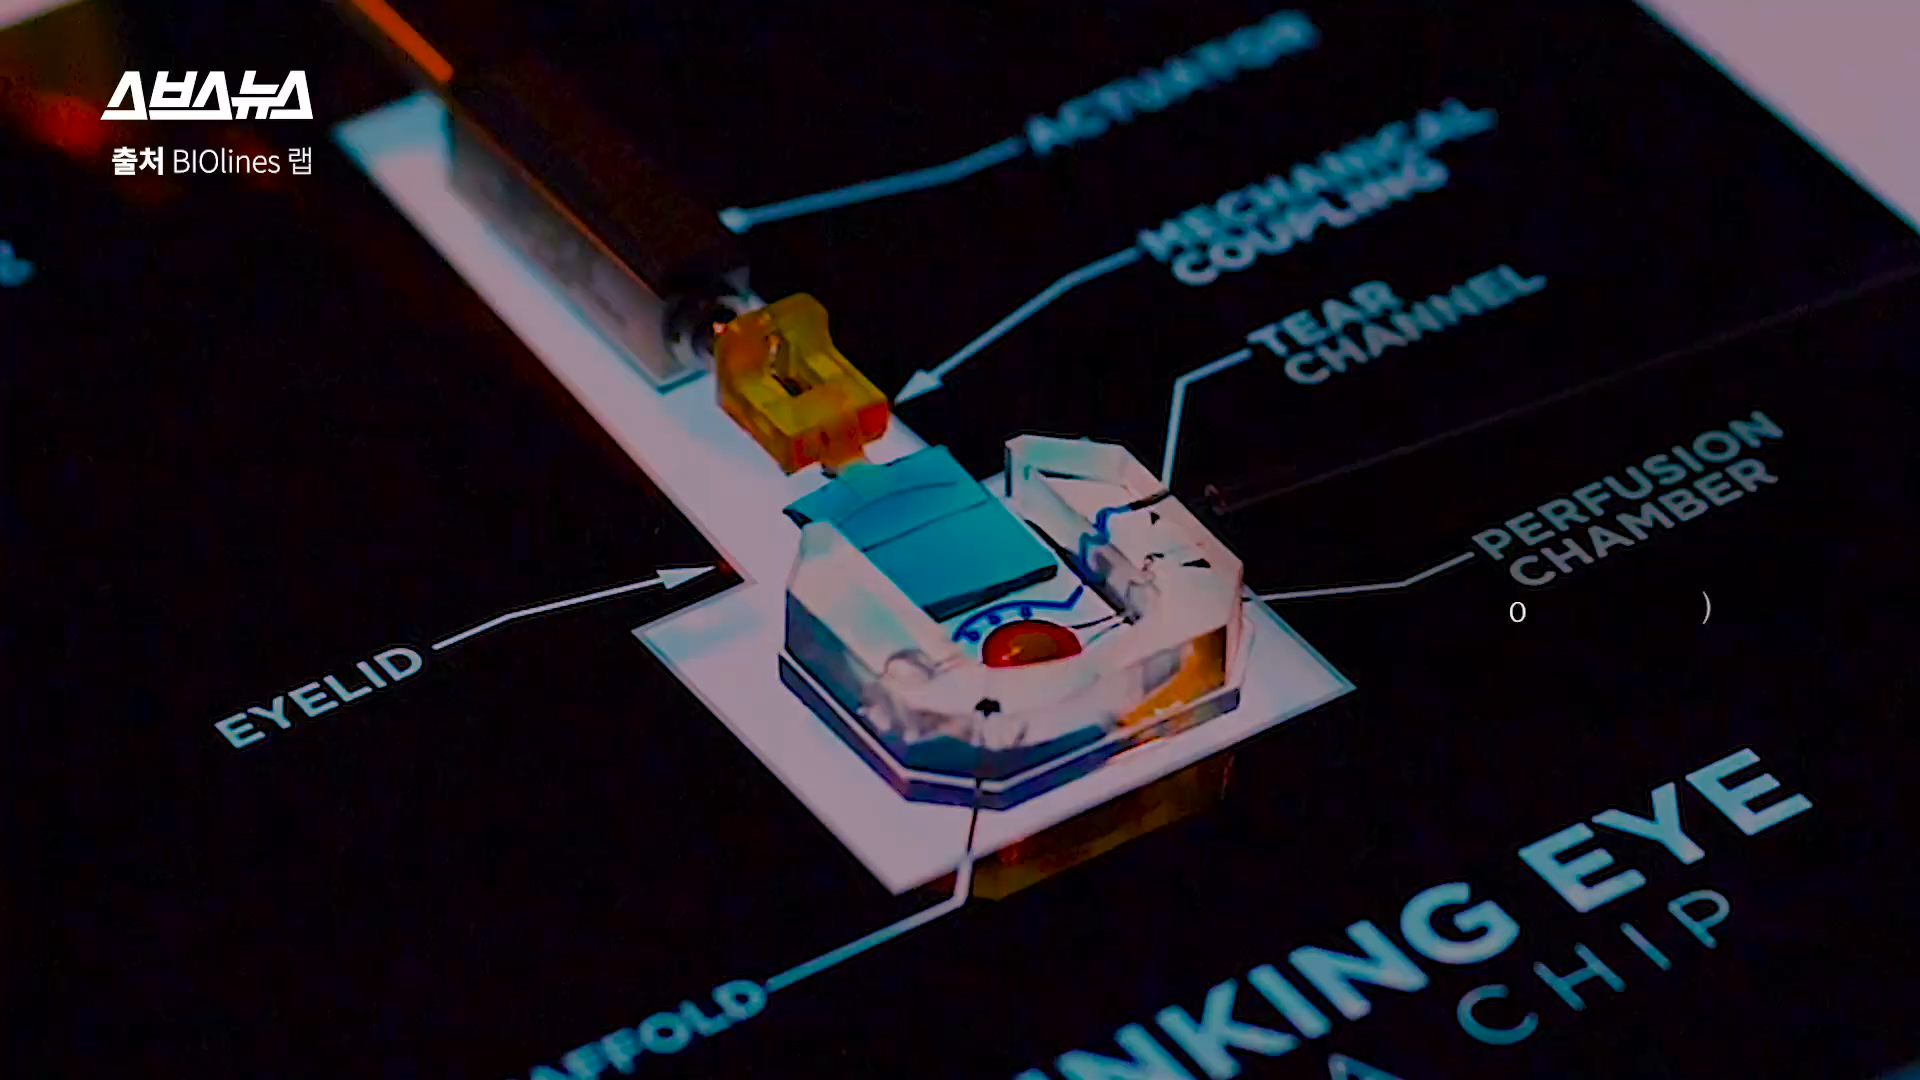 스브스뉴스
출처 BIOlines 랩
ACTUATOR
MECHANICAL
COUPLING
TEAR
CHANNEL
PERFUSION
CHAMBER
o )
EYELID
NKING EYE
A CHIP
AFFOLD